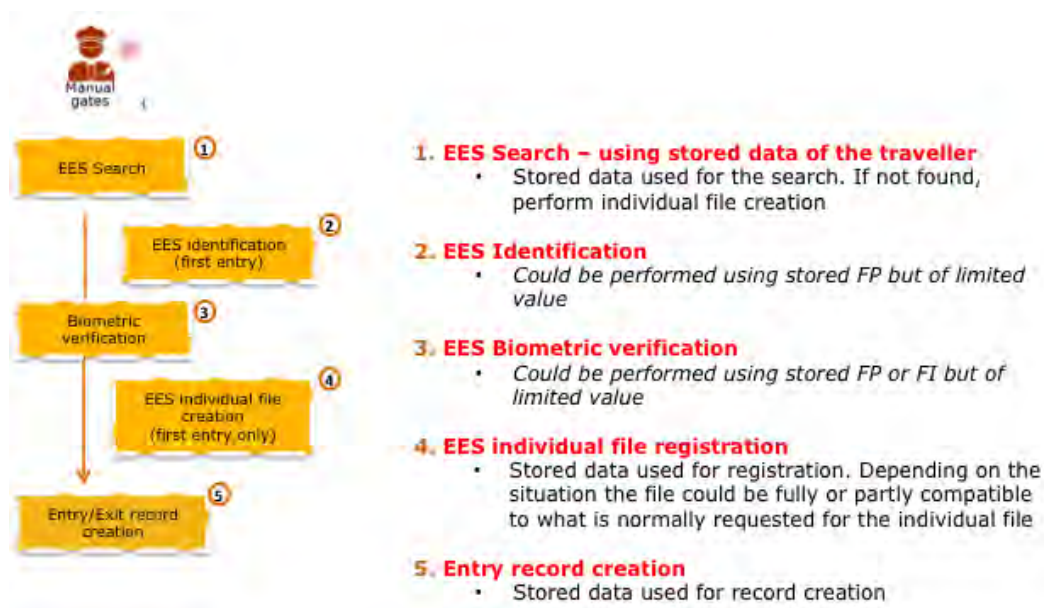 Manual
gates
(
EES Search
1
EES identification
(first entry)
2
Biometric
verification
3
EES individual file
creation
(first entry only)
4
Entry/Exit record
creation
5
1. EES Search – using stored data of the traveller
• Stored data used for the search. If not found,
perform individual file creation
2. EES Identification
• Could be performed using stored FP but of limited
value
3. EES Biometric verification
• Could be performed using stored FP or FI but of
limited value
4. EES individual file registration
• Stored data used for registration. Depending on the
situation the file could be fully or partly compatible
to what is normally requested for the individual file
5. Entry record creation
• Stored data used for record creation